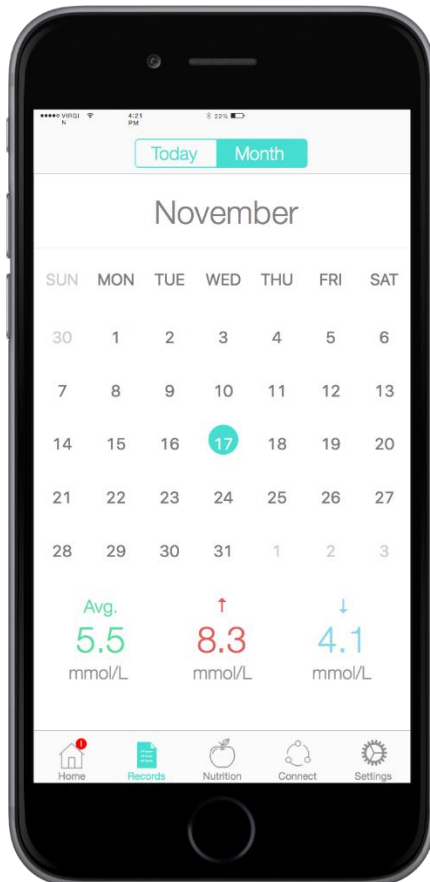 ●●●●○ VIRGI N 4:21 PM 22%
Today Month
November
SUN MON TUE WED THU FRI SAT
30 1 2 3 4 5 6
7 8 9 10 11 12 13
14 15 16 17 18 19 20
21 22 23 24 25 26 27
28 29 30 31 1 2 3
Avg. ↑ ↓
5.5 8.3 4.1
mmol/L mmol/L mmol/L
!
Home Records Nutrition Connect Settings